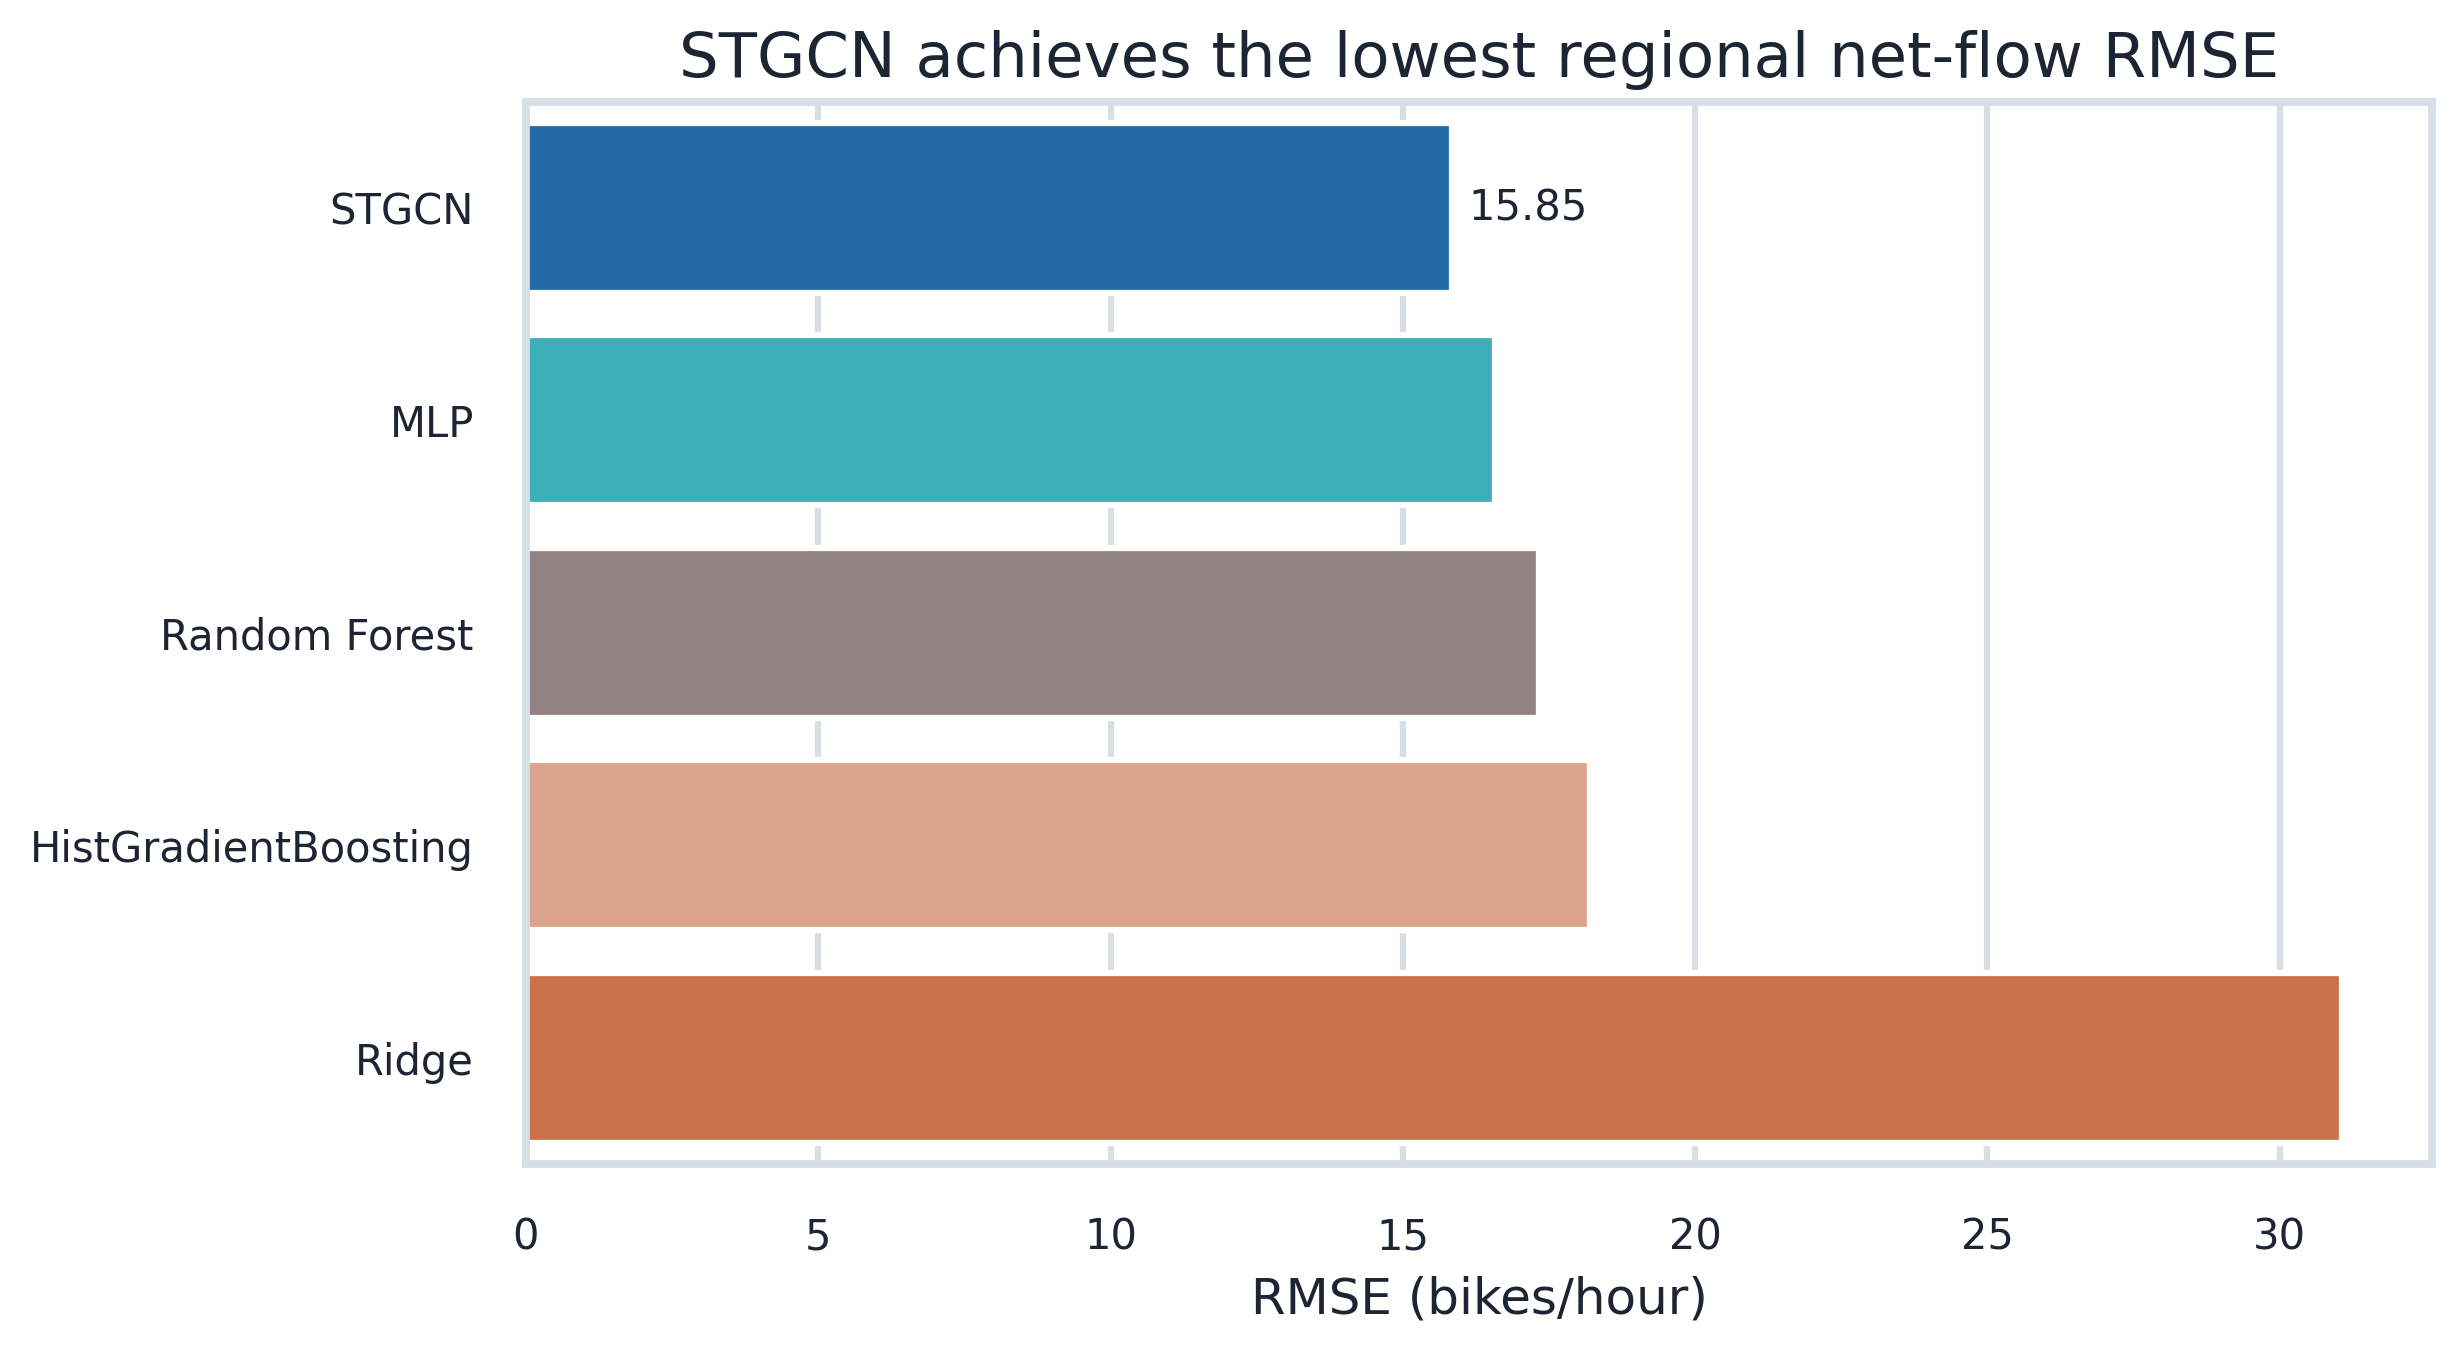 STGCN achieves the lowest regional net-flow RMSE
STGCN
15.85
MLP
Random Forest
HistGradientBoosting
Ridge
0 5 10 15 20 25 30
RMSE (bikes/hour)